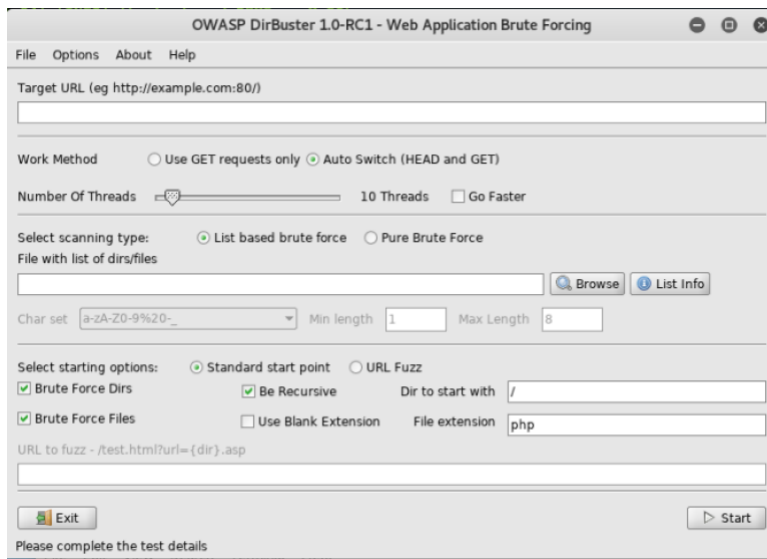 OWASP DirBuster 1.0-RC1 - Web Application Brute Forcing
File Options About Help
Target URL (eg http://example.com:80/)
Work Method Use GET requests only Auto Switch (HEAD and GET)
Number Of Threads 10 Threads Go Faster
Select scanning type: List based brute force Pure Brute Force
File with list of dirs/files
Browse List Info
Char set a-zA-Z0-9%20-_ Min length 1 Max Length 8
Select starting options: Standard start point URL Fuzz
Brute Force Dirs Be Recursive Dir to start with /
Brute Force Files Use Blank Extension File extension php
URL to fuzz - /test.html?url={dir}.asp
Exit Start
Please complete the test details